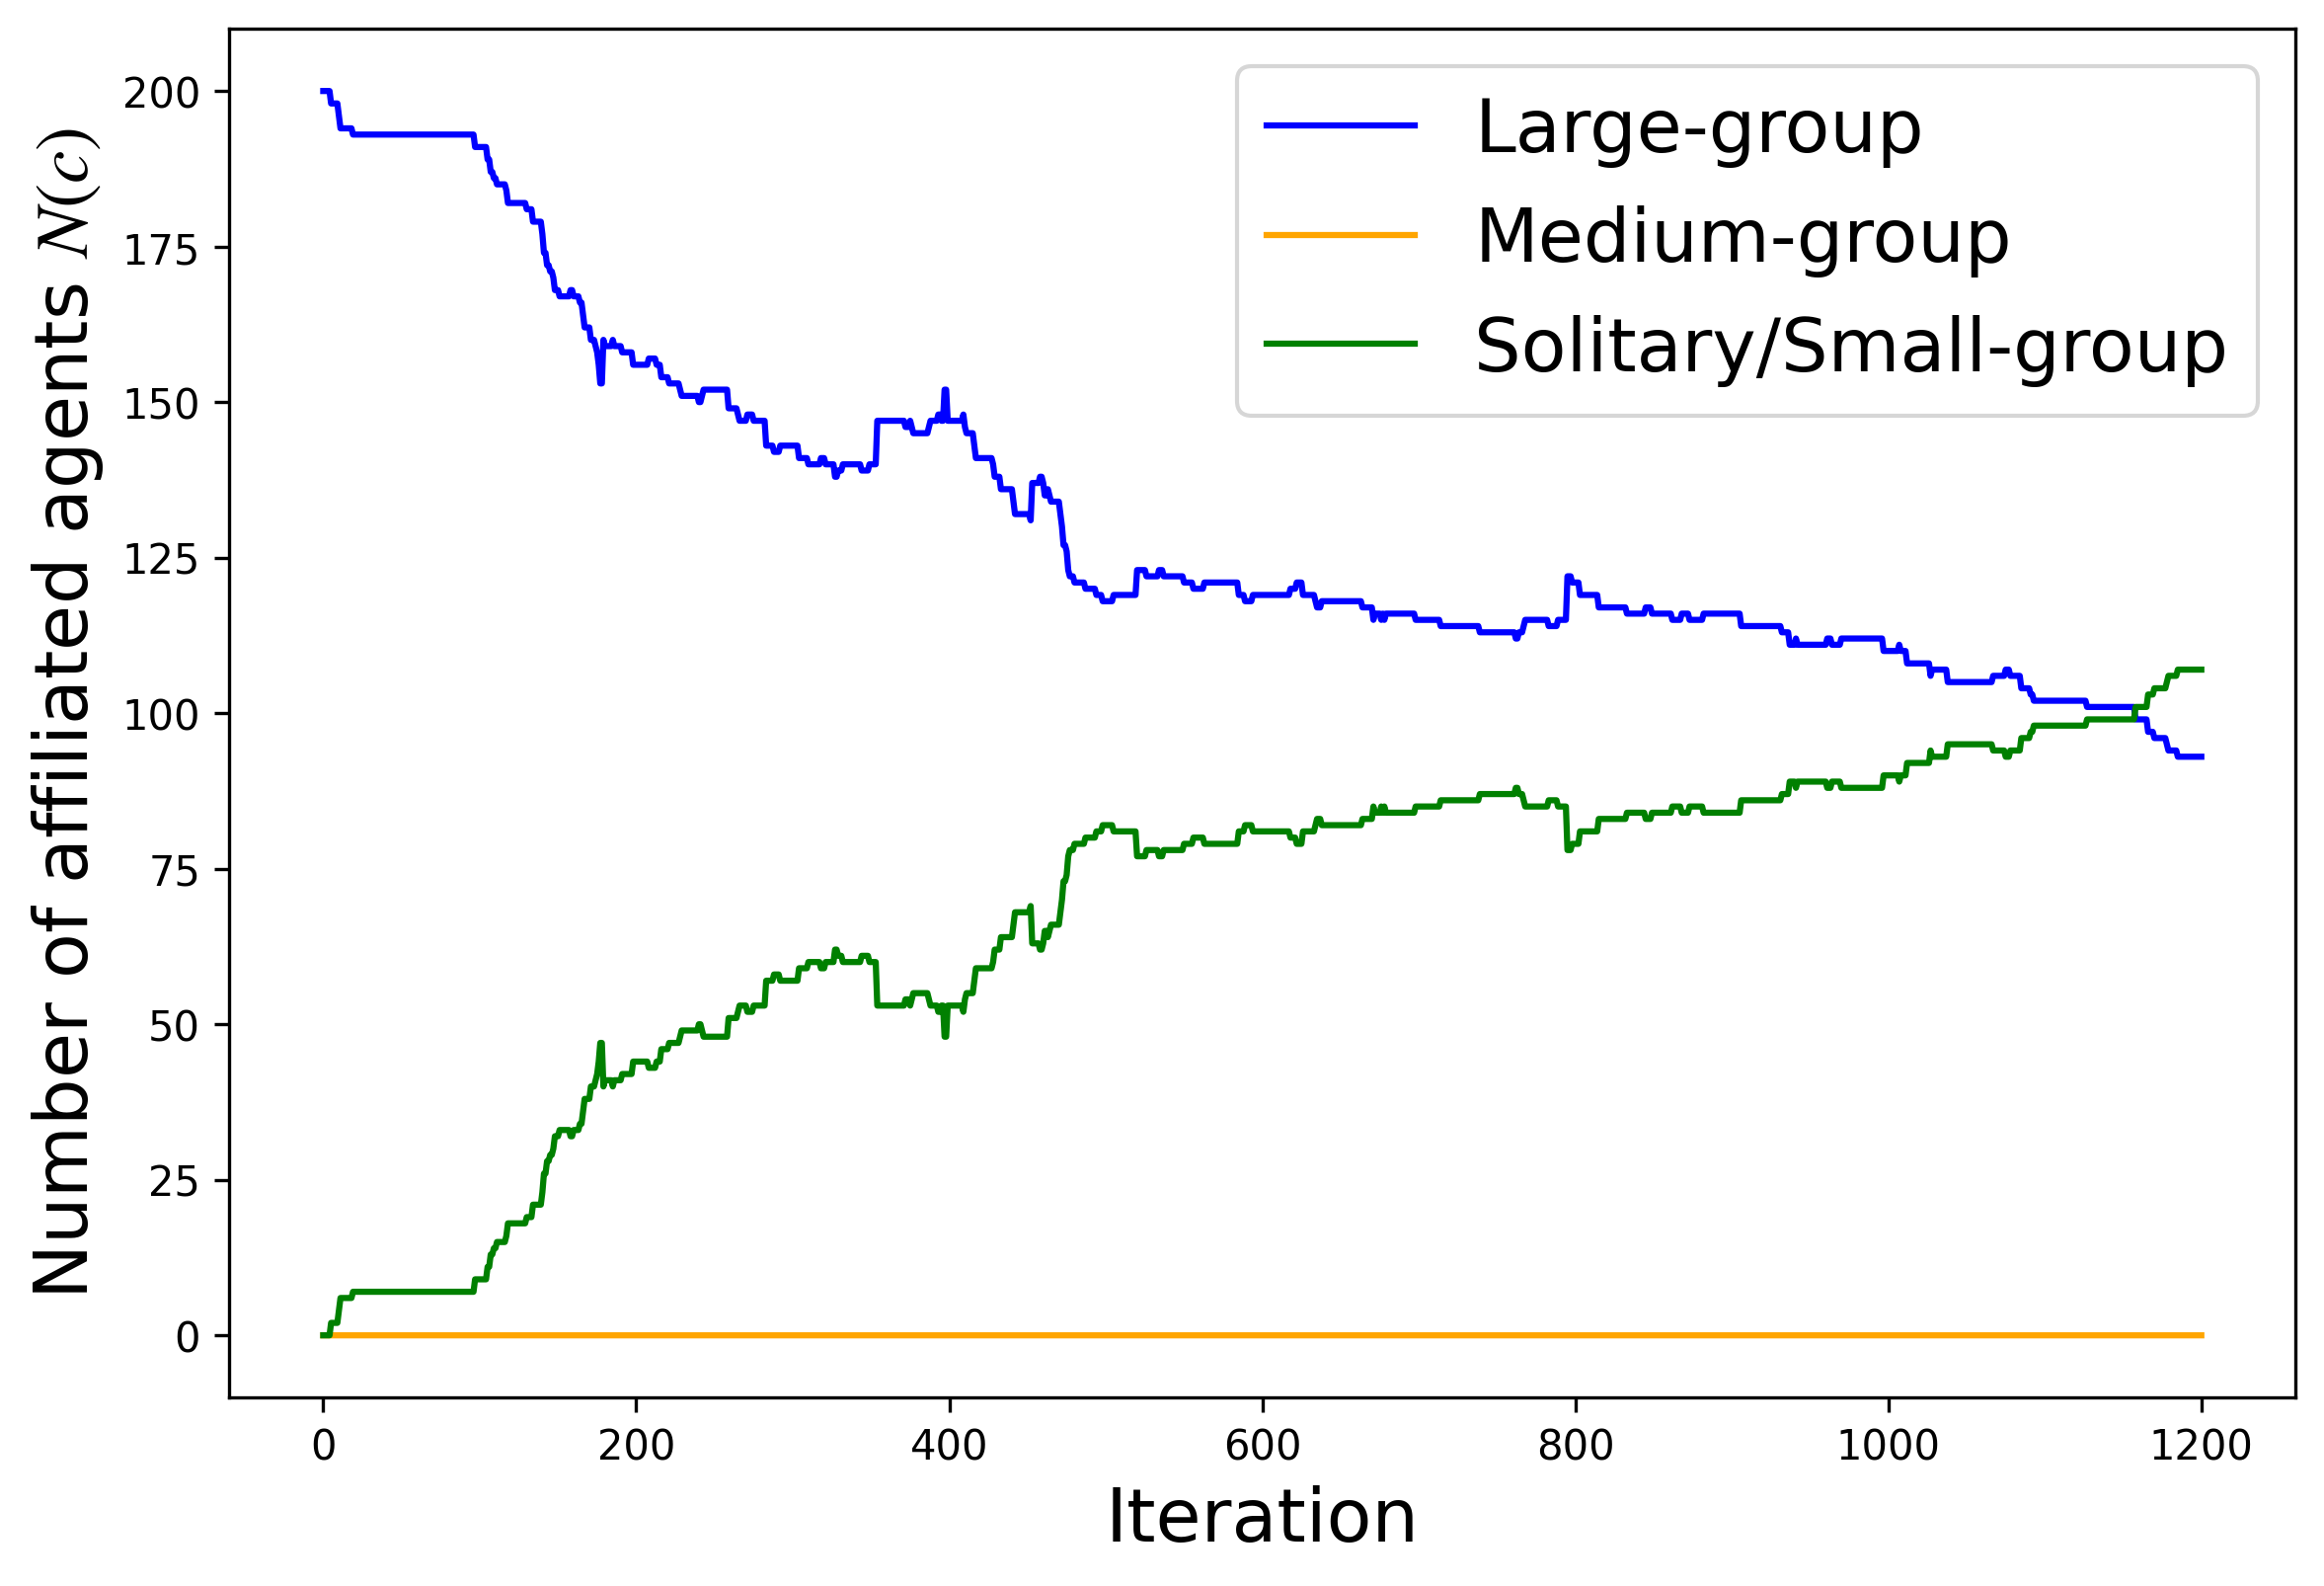 Number of affiliated agents N(c)
200
175
150
125
100
75
50
25
0
Large-group
Medium-group
Solitary/Small-group
0 200 400 600 800 1000 1200
Iteration